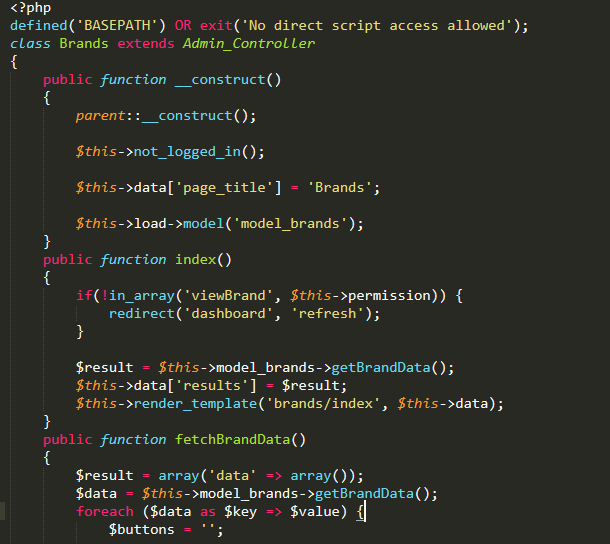 <?php
defined('BASEPATH') OR exit('No direct script access allowed');
class Brands extends Admin_Controller
{
    public function __construct()
    {
        parent::__construct();
        $this->not_logged_in();
        $this->data['page_title'] = 'Brands';
        $this->load->model('model_brands');
    }
    public function index()
    {
        if(!in_array('viewBrand', $this->permission)) {
            redirect('dashboard', 'refresh');
        }
        $result = $this->model_brands->getBrandData();
        $this->data['results'] = $result;
        $this->render_template('brands/index', $this->data);
    }
    public function fetchBrandData()
    {
        $result = array('data' => array());
        $data = $this->model_brands->getBrandData();
        foreach ($data as $key => $value) {
            $buttons = '';